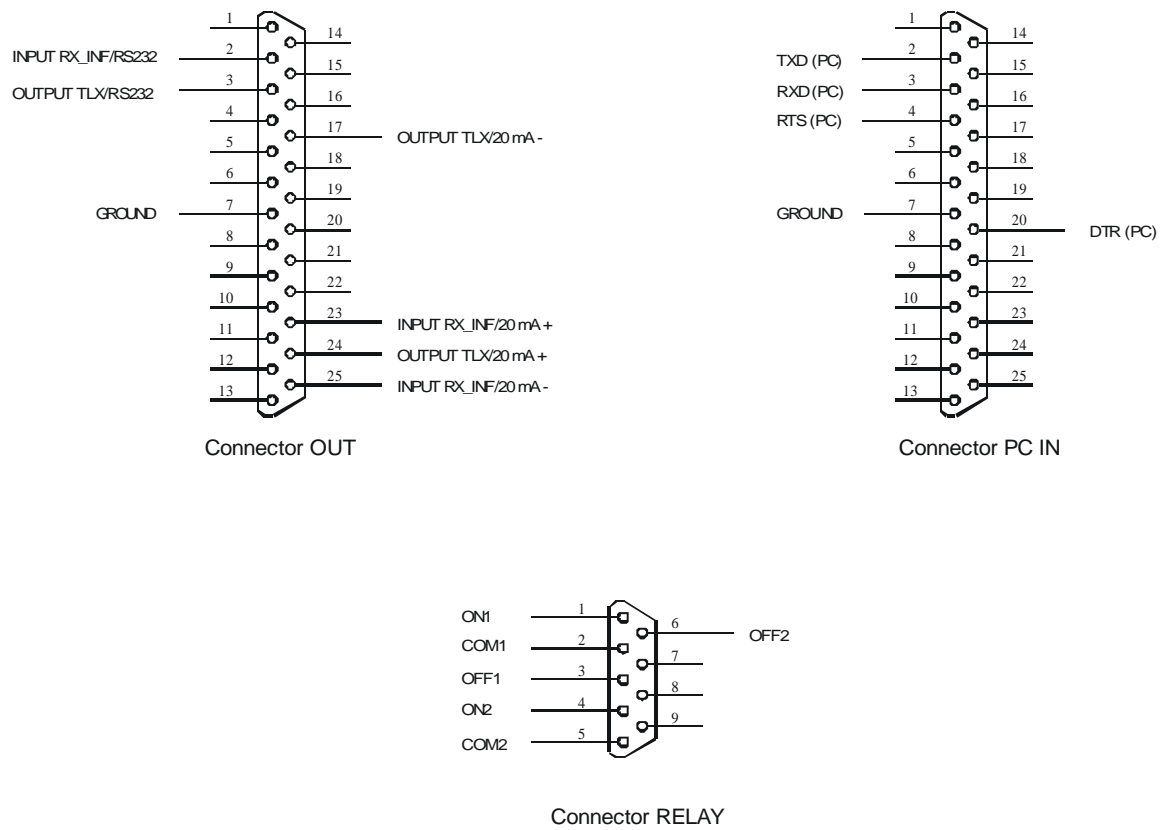 1
14
INPUT RX_INF/RS232
2
15
OUTPUT TLX/RS232
3
16
4
17
OUTPUT TLX/20 mA -
5
18
6
19
GROUND
7
20
8
21
9
22
10
23
INPUT RX_INF/20 mA +
11
24
OUTPUT TLX/20 mA +
12
25
INPUT RX_INF/20 mA -
13
Connector OUT
1
14
TXD (PC)
2
15
RXD (PC)
3
16
RTS (PC)
4
17
5
18
6
19
GROUND
7
20
DTR (PC)
8
21
9
22
10
23
11
24
12
25
13
Connector PC IN
ON1
1
6
OFF2
COM1
2
7
OFF1
3
8
ON2
4
9
COM2
5
Connector RELAY